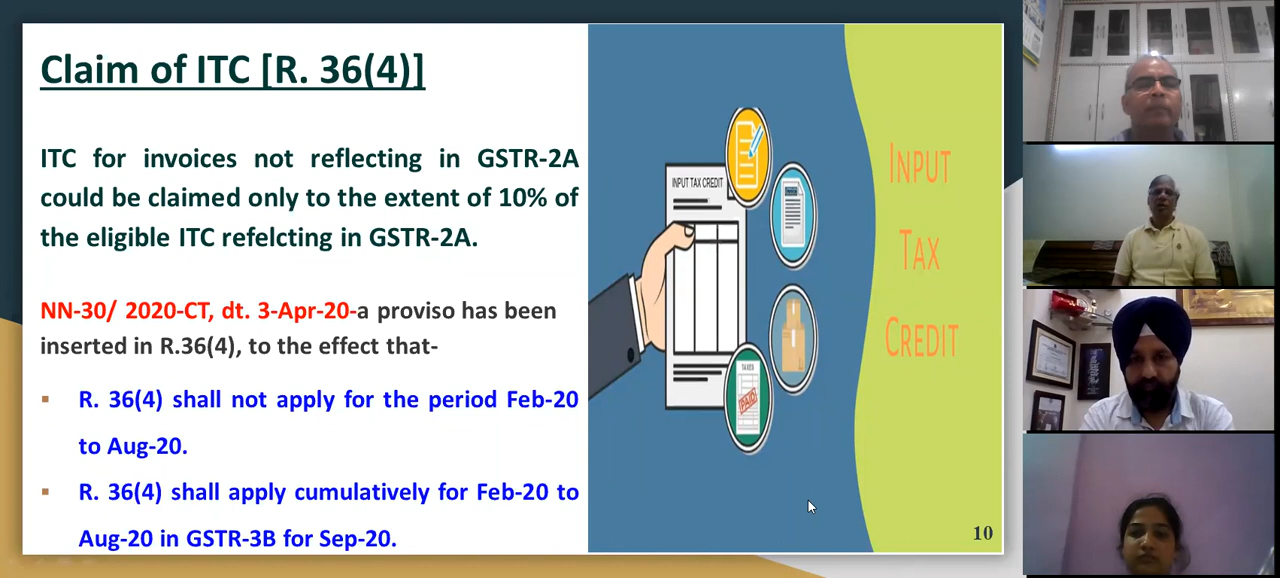 Claim of ITC [R. 36(4)]
ITC for invoices not reflecting in GSTR-2A
could be claimed only to the extent of 10% of
the eligible ITC refelcting in GSTR-2A.
NN-30/ 2020-CT, dt. 3-Apr-20-a proviso has been
inserted in R.36(4), to the effect that-
▪ R. 36(4) shall not apply for the period Feb-20
to Aug-20.
▪ R. 36(4) shall apply cumulatively for Feb-20 to
Aug-20 in GSTR-3B for Sep-20.
INPUT TAX CREDIT
TAXES
PAID
INPUT
TAX
CREDIT
10